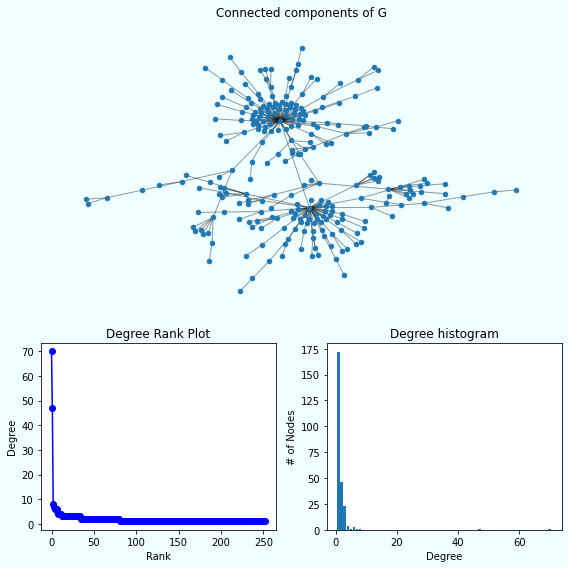 Connected components of G
Degree Rank Plot
Degree
70
60
50
40
30
20
10
0
0 50 100 150 200 250
Rank
Degree histogram
# of Nodes
175
150
125
100
75
50
25
0
0 20 40 60
Degree